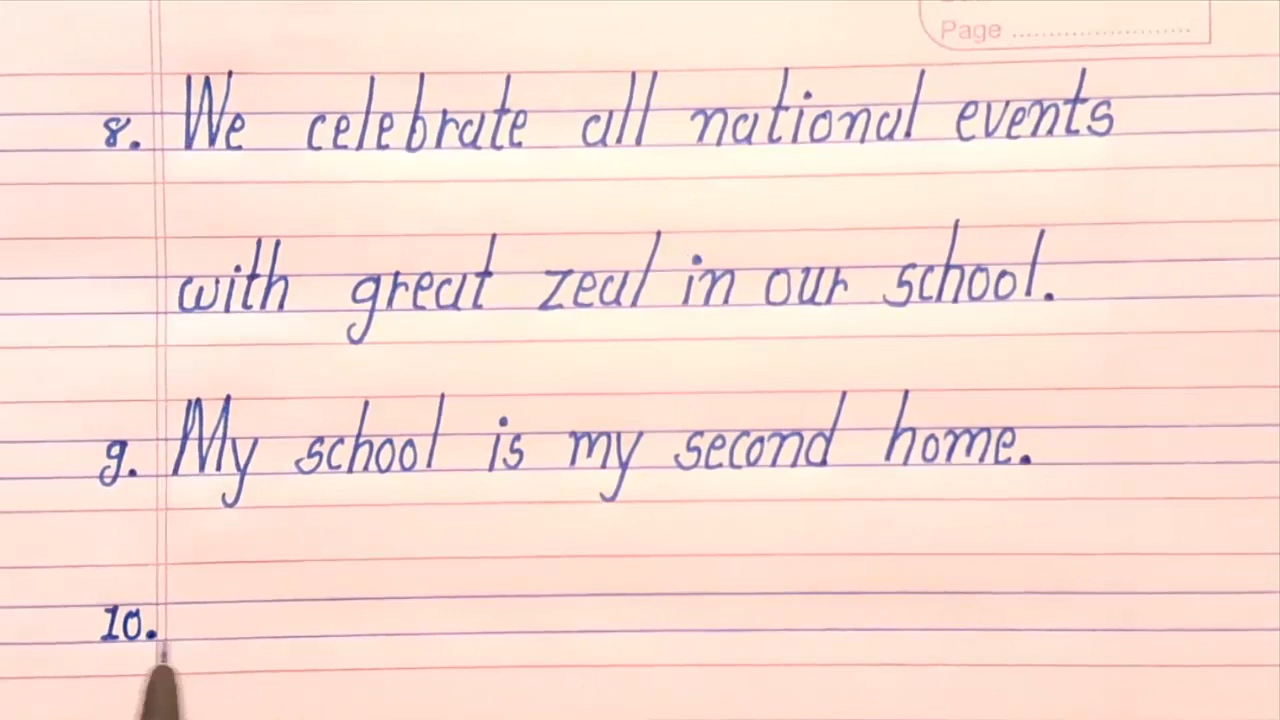 Page ........................
8. We celebrate all national events
with great zeal in our school.
9. My school is my second home.
10.